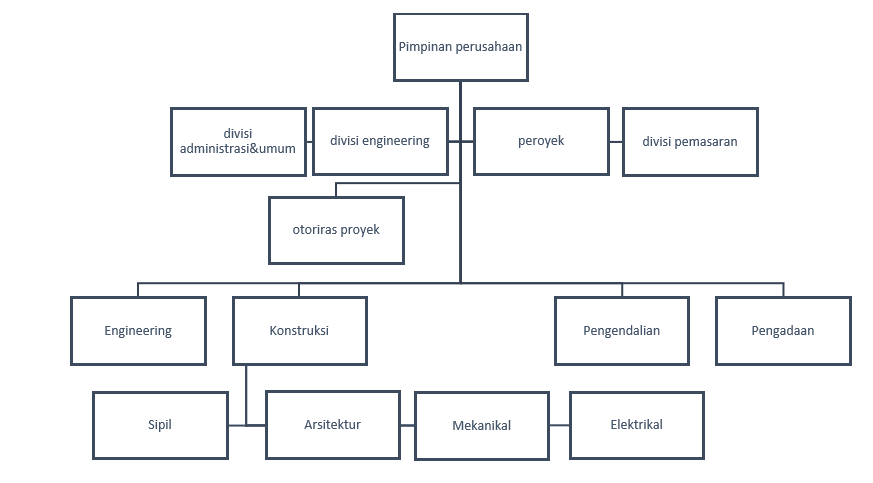 Pimpinan perusahaan
divisi
administrasi&umum
divisi engineering
peroyek
divisi pemasaran
otoriras proyek
Engineering
Konstruksi
Pengendalian
Pengadaan
Sipil
Arsitektur
Mekanikal
Elektrikal